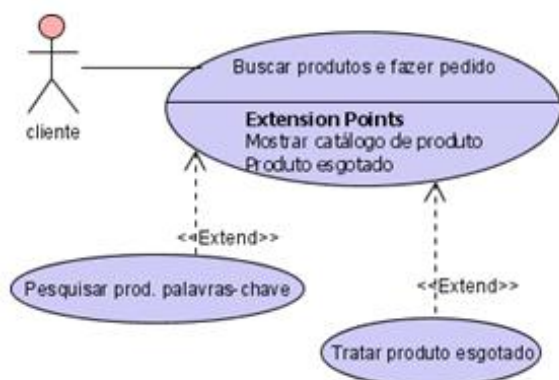 Buscar produtos e fazer pedido
cliente
Extension Points
Mostrar catálogo de produto
Produto esgotado
<<Extend>>
Pesquisar prod. palavras-chave
<<Extend>>
Tratar produto esgotado